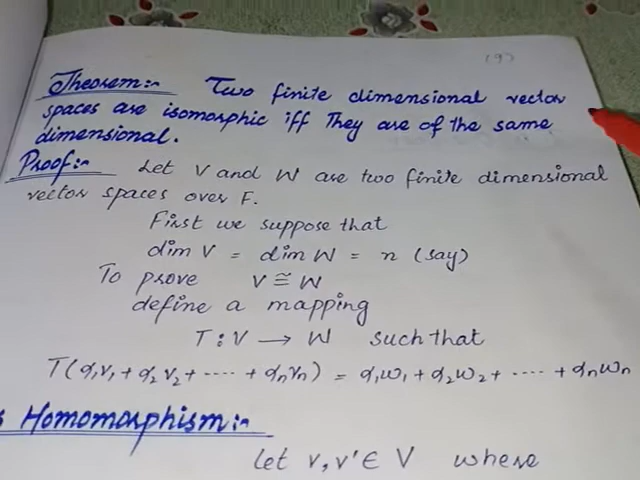 (9)
Theorem:- Two finite dimensional vector
spaces are isomorphic iff They are of the same
dimensional.
Proof:- Let V and W are two finite dimensional
vector spaces over F.
First we suppose that
dim V = dim W = n (say)
To prove V ≅ W
define a mapping
T : V → W such that
T(α₁v₁ + α₂v₂ + ---- + αₙvₙ) = α₁w₁ + α₂w₂ + ---- + αₙwₙ
Homomorphism:-
let v, v' ∈ V where